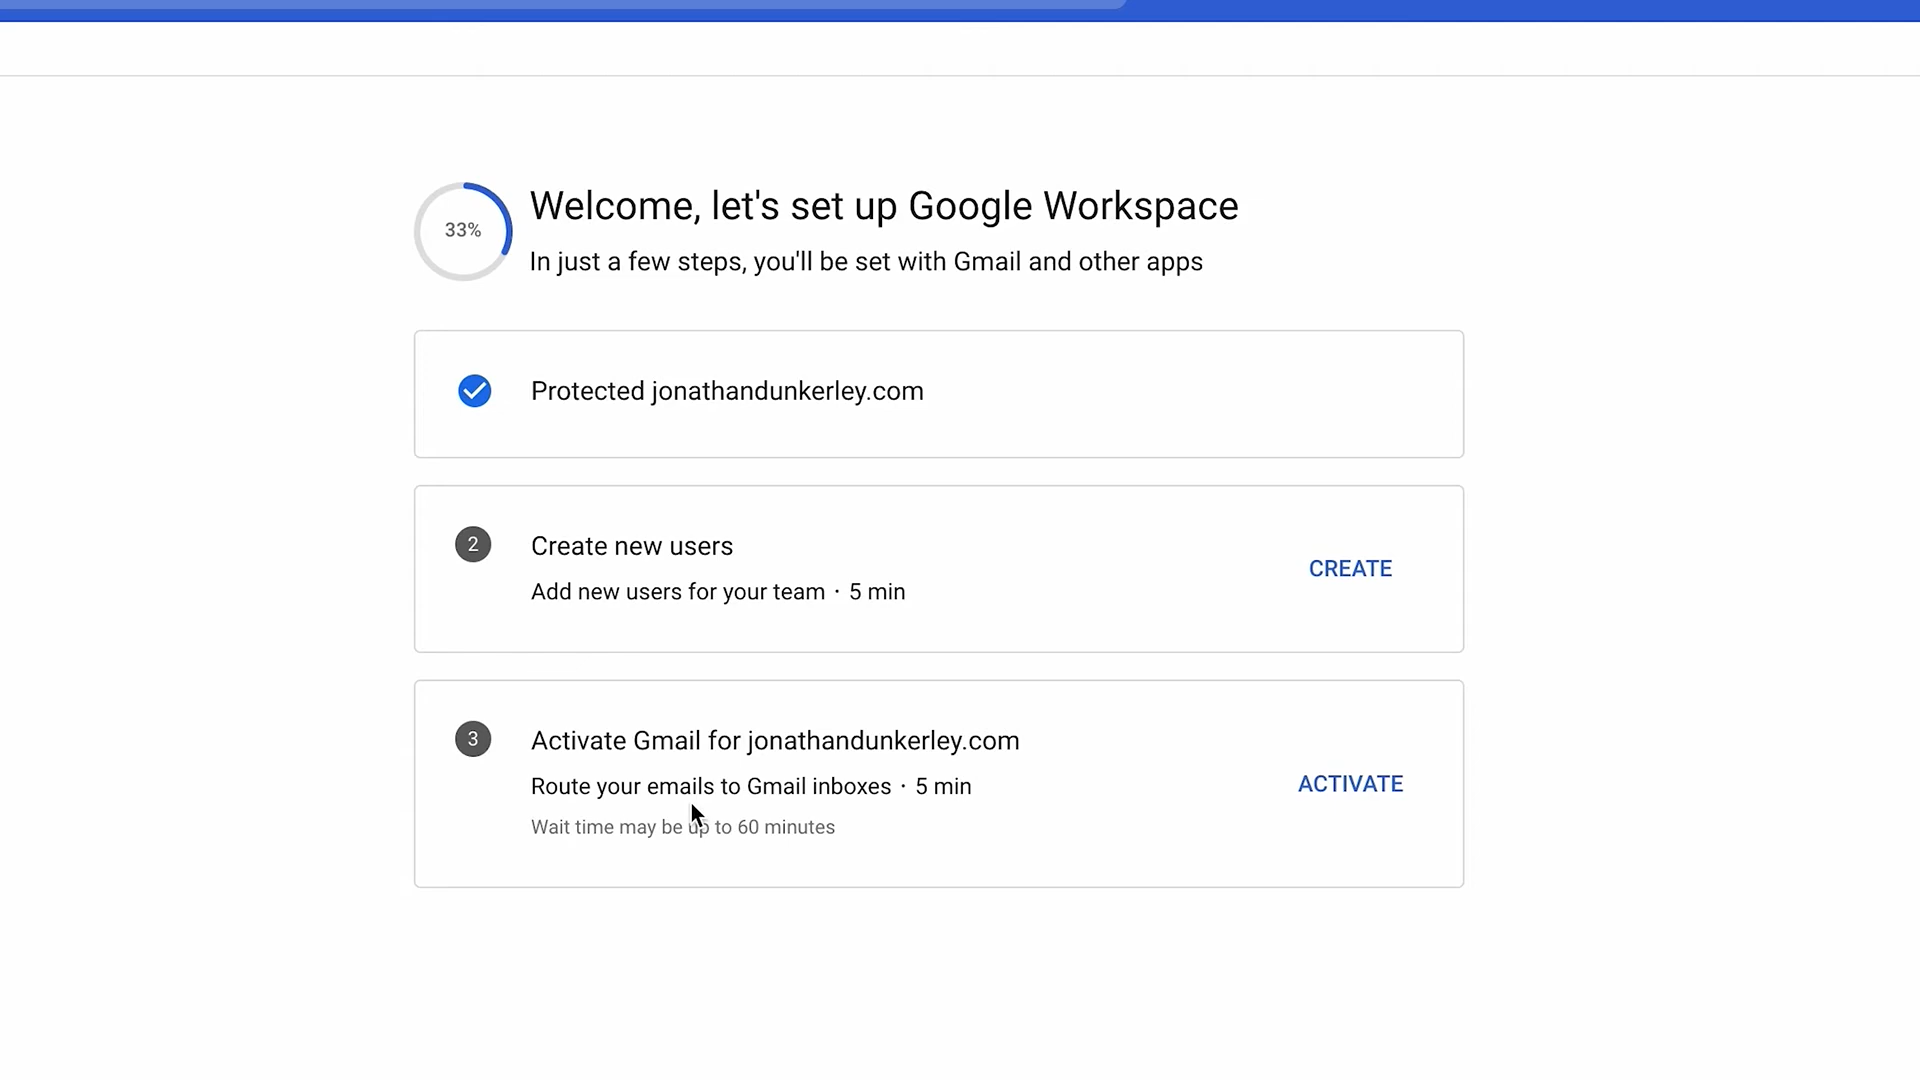 33%
Welcome, let's set up Google Workspace
In just a few steps, you'll be set with Gmail and other apps
Protected jonathandunkerley.com
2
Create new users
Add new users for your team · 5 min
CREATE
3
Activate Gmail for jonathandunkerley.com
Route your emails to Gmail inboxes · 5 min
Wait time may be up to 60 minutes
ACTIVATE